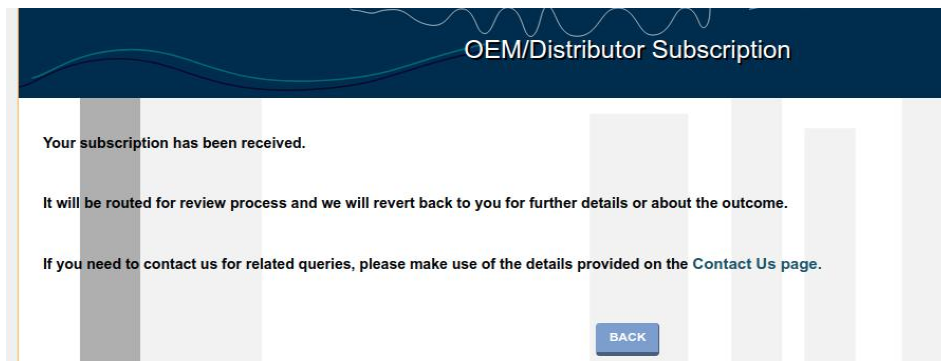 OEM/Distributor Subscription
Your subscription has been received.
It will be routed for review process and we will revert back to you for further details or about the outcome.
If you need to contact us for related queries, please make use of the details provided on the Contact Us page.
BACK